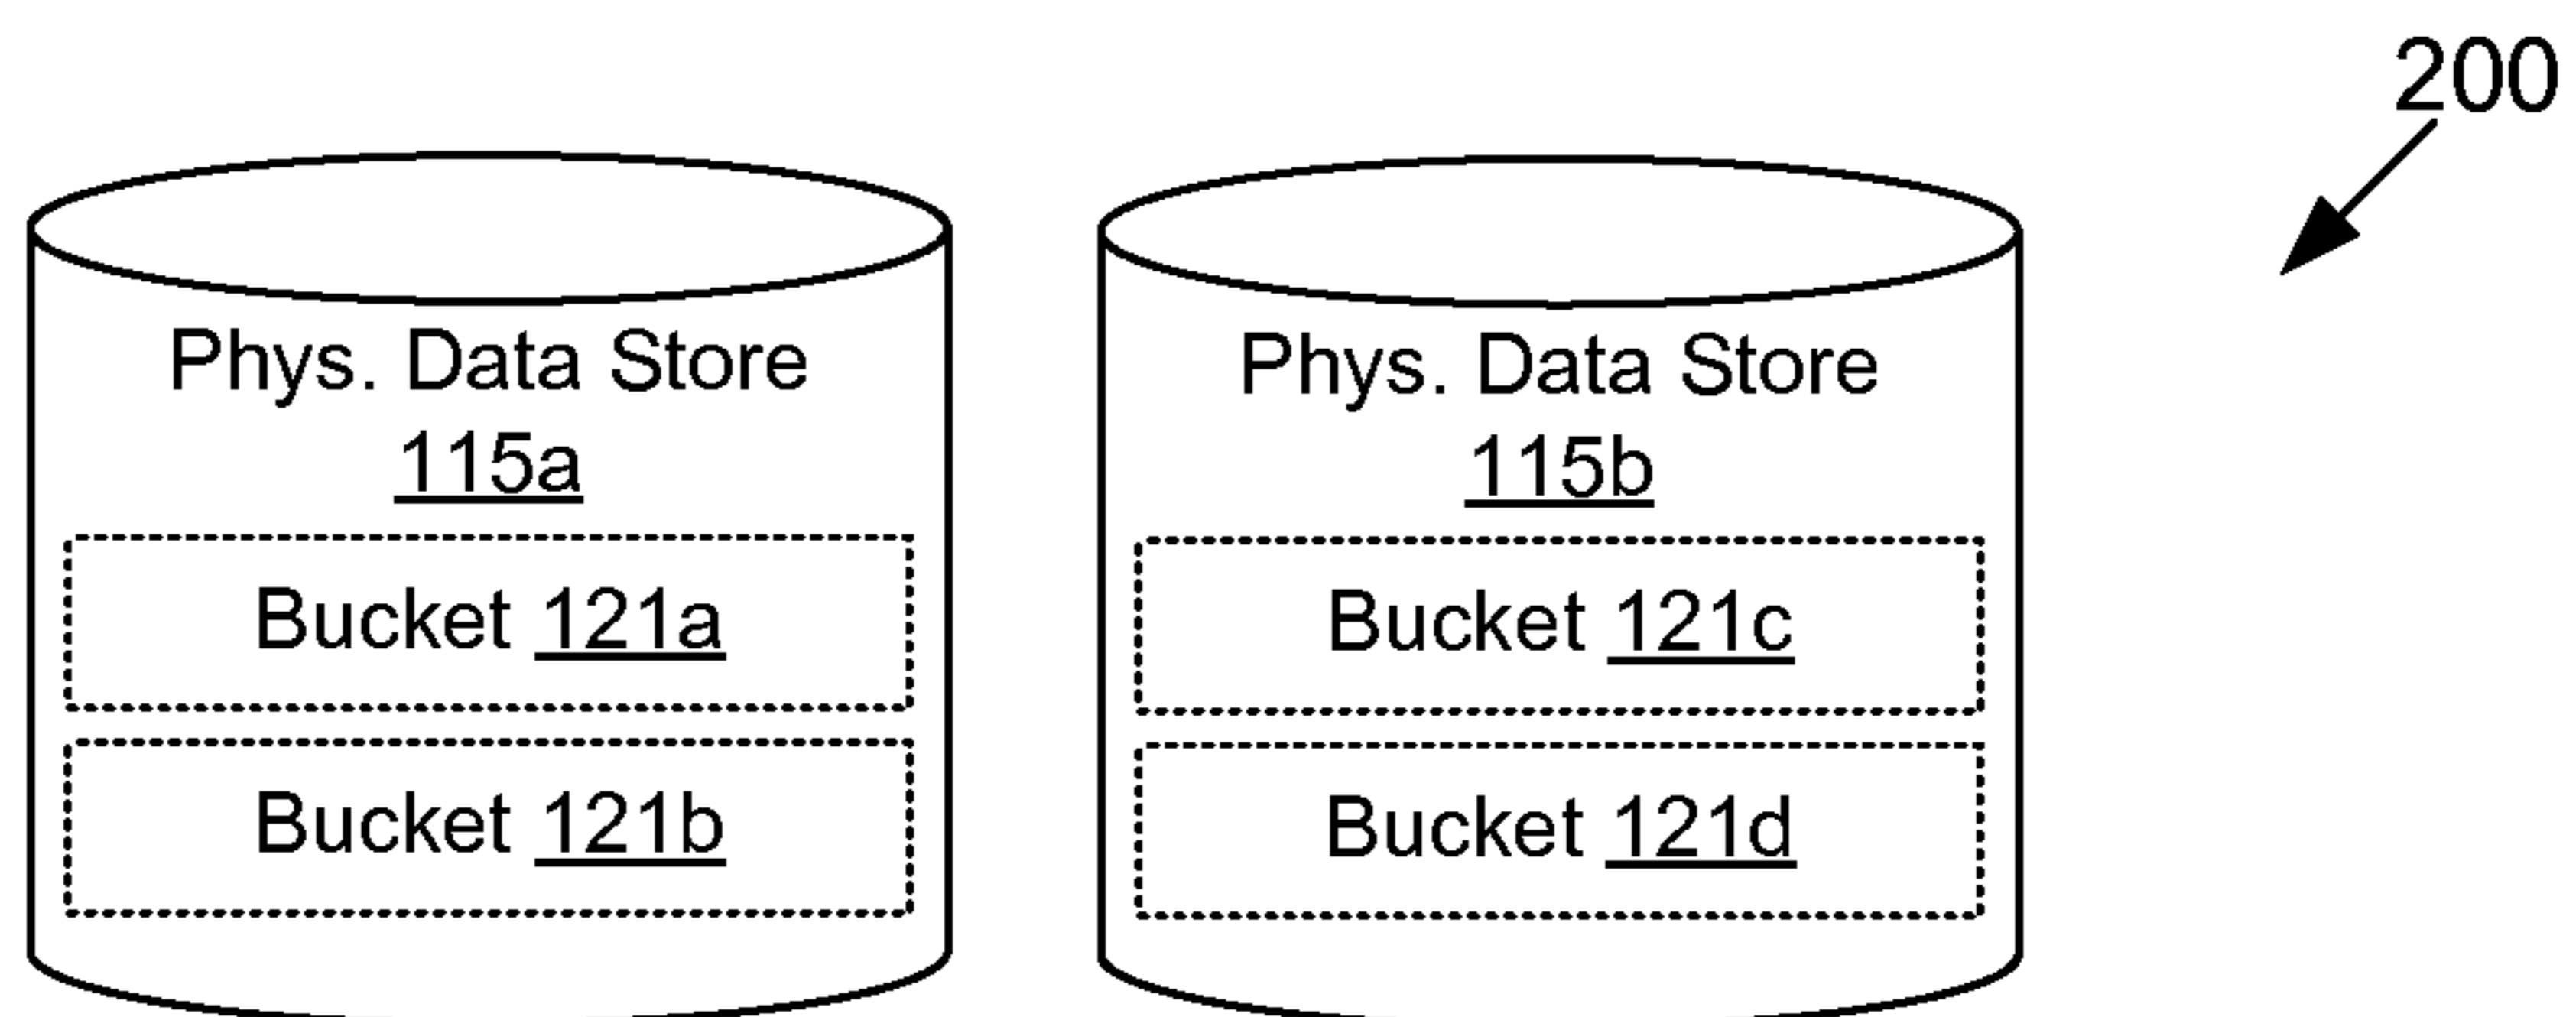 200
Phys. Data Store
115a
Bucket 121a
Bucket 121b
Phys. Data Store
115b
Bucket 121c
Bucket 121d